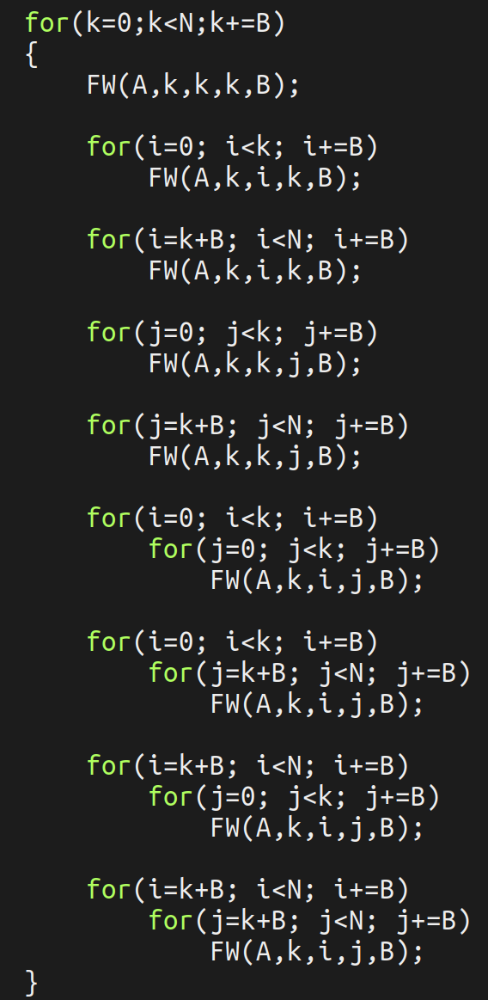 for(k=0;k<N;k+=B)
{
FW(A,k,k,k,B);
for(i=0; i<k; i+=B)
FW(A,k,i,k,B);
for(i=k+B; i<N; i+=B)
FW(A,k,i,k,B);
for(j=0; j<k; j+=B)
FW(A,k,k,j,B);
for(j=k+B; j<N; j+=B)
FW(A,k,k,j,B);
for(i=0; i<k; i+=B)
for(j=0; j<k; j+=B)
FW(A,k,i,j,B);
for(i=0; i<k; i+=B)
for(j=k+B; j<N; j+=B)
FW(A,k,i,j,B);
for(i=k+B; i<N; i+=B)
for(j=0; j<k; j+=B)
FW(A,k,i,j,B);
for(i=k+B; i<N; i+=B)
for(j=k+B; j<N; j+=B)
FW(A,k,i,j,B);
}